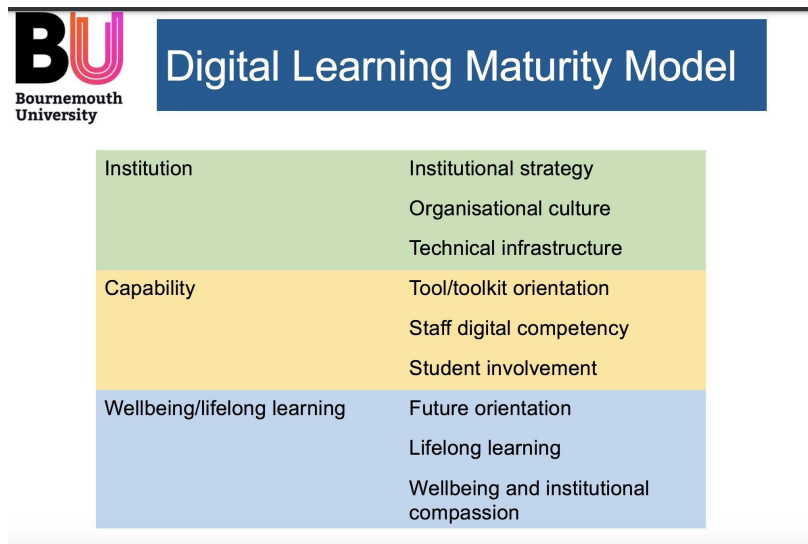 BU
Bournemouth
University
Digital Learning Maturity Model
Institution
Institutional strategy
Organisational culture
Technical infrastructure
Capability
Tool/toolkit orientation
Staff digital competency
Student involvement
Wellbeing/lifelong learning
Future orientation
Lifelong learning
Wellbeing and institutional
compassion